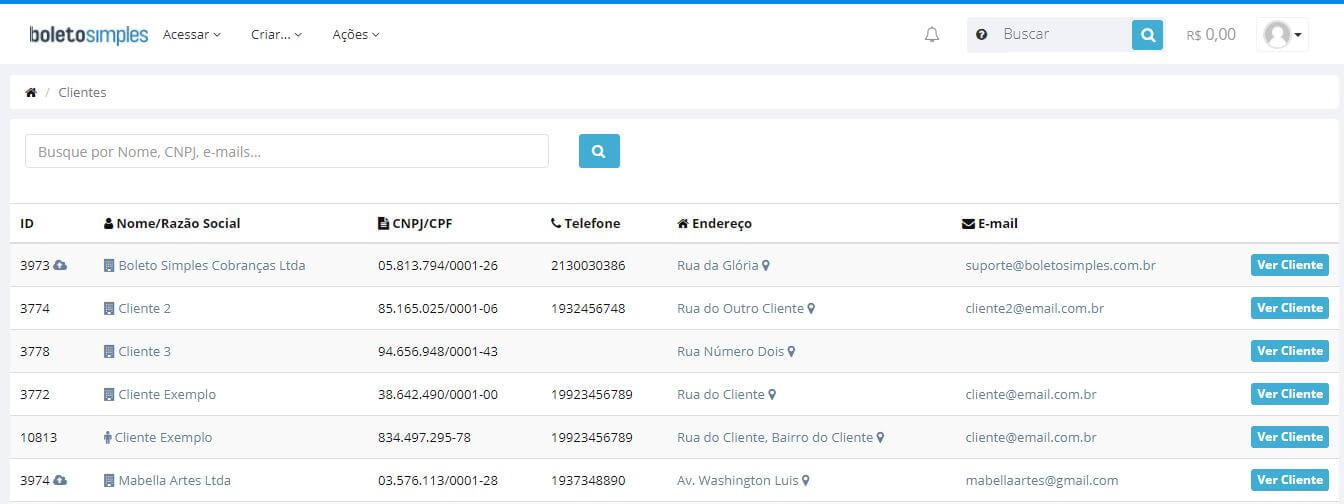 boletosimples Acessar Criar... Ações Buscar R$ 0,00
/ Clientes
Busque por Nome, CNPJ, e-mails...
ID Nome/Razão Social CNPJ/CPF Telefone Endereço E-mail
3973 Boleto Simples Cobranças Ltda 05.813.794/0001-26 2130030386 Rua da Glória suporte@boletosimples.com.br Ver Cliente
3774 Cliente 2 85.165.025/0001-06 1932456748 Rua do Outro Cliente cliente2@email.com.br Ver Cliente
3778 Cliente 3 94.656.948/0001-43 Rua Número Dois Ver Cliente
3772 Cliente Exemplo 38.642.490/0001-00 19923456789 Rua do Cliente cliente@email.com.br Ver Cliente
10813 Cliente Exemplo 834.497.295-78 19923456789 Rua do Cliente, Bairro do Cliente cliente@email.com.br Ver Cliente
3974 Mabella Artes Ltda 03.576.113/0001-28 1937348890 Av. Washington Luis mabellaartes@gmail.com Ver Cliente